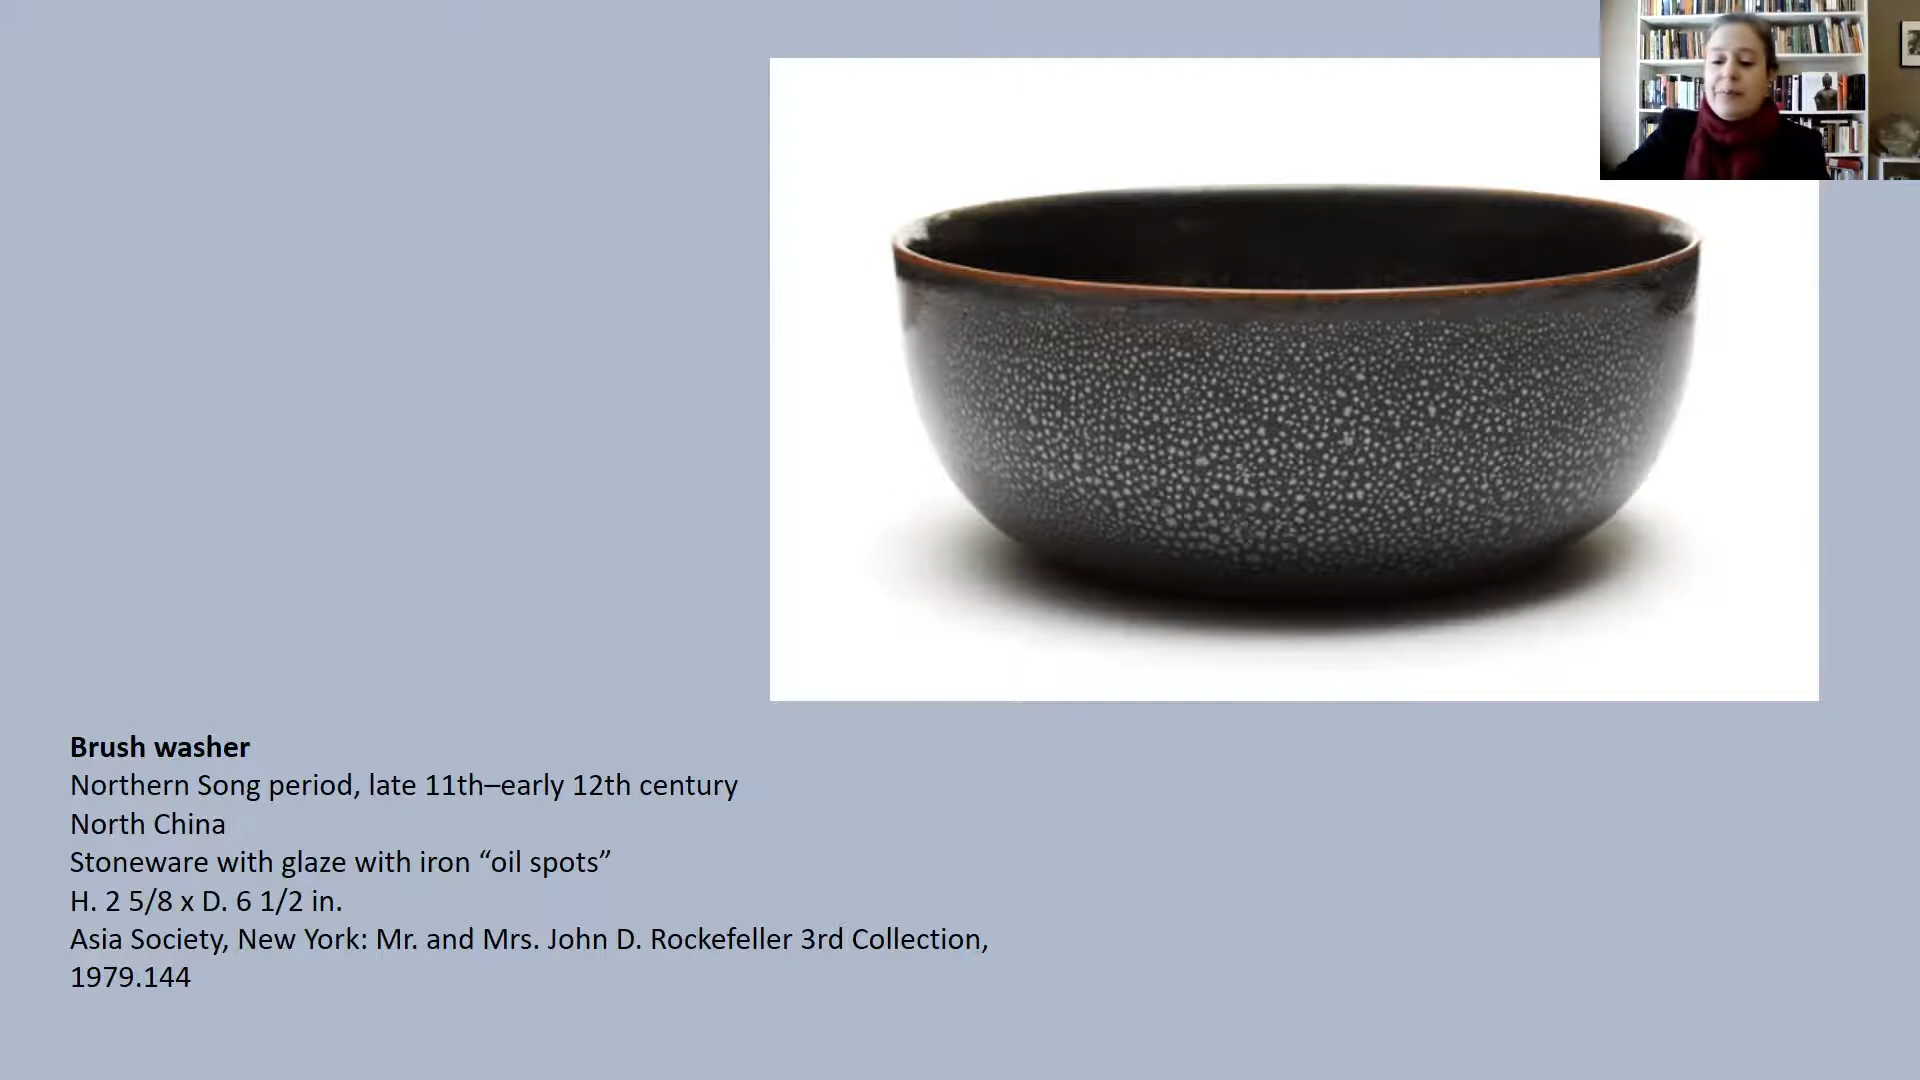 Brush washer
Northern Song period, late 11th–early 12th century
North China
Stoneware with glaze with iron “oil spots”
H. 2 5/8 x D. 6 1/2 in.
Asia Society, New York: Mr. and Mrs. John D. Rockefeller 3rd Collection,
1979.144